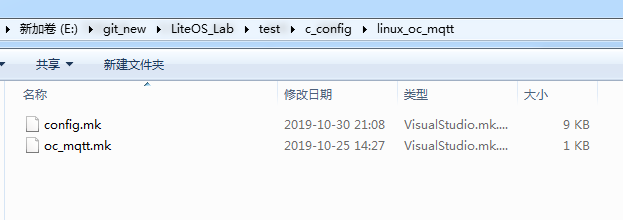 新加卷 (E:) git_new LiteOS_Lab test c_config linux_oc_mqtt
共享 新建文件夹
名称 修改日期 类型 大小
config.mk 2019-10-30 21:08 VisualStudio.mk.... 9 KB
oc_mqtt.mk 2019-10-25 14:27 VisualStudio.mk.... 1 KB